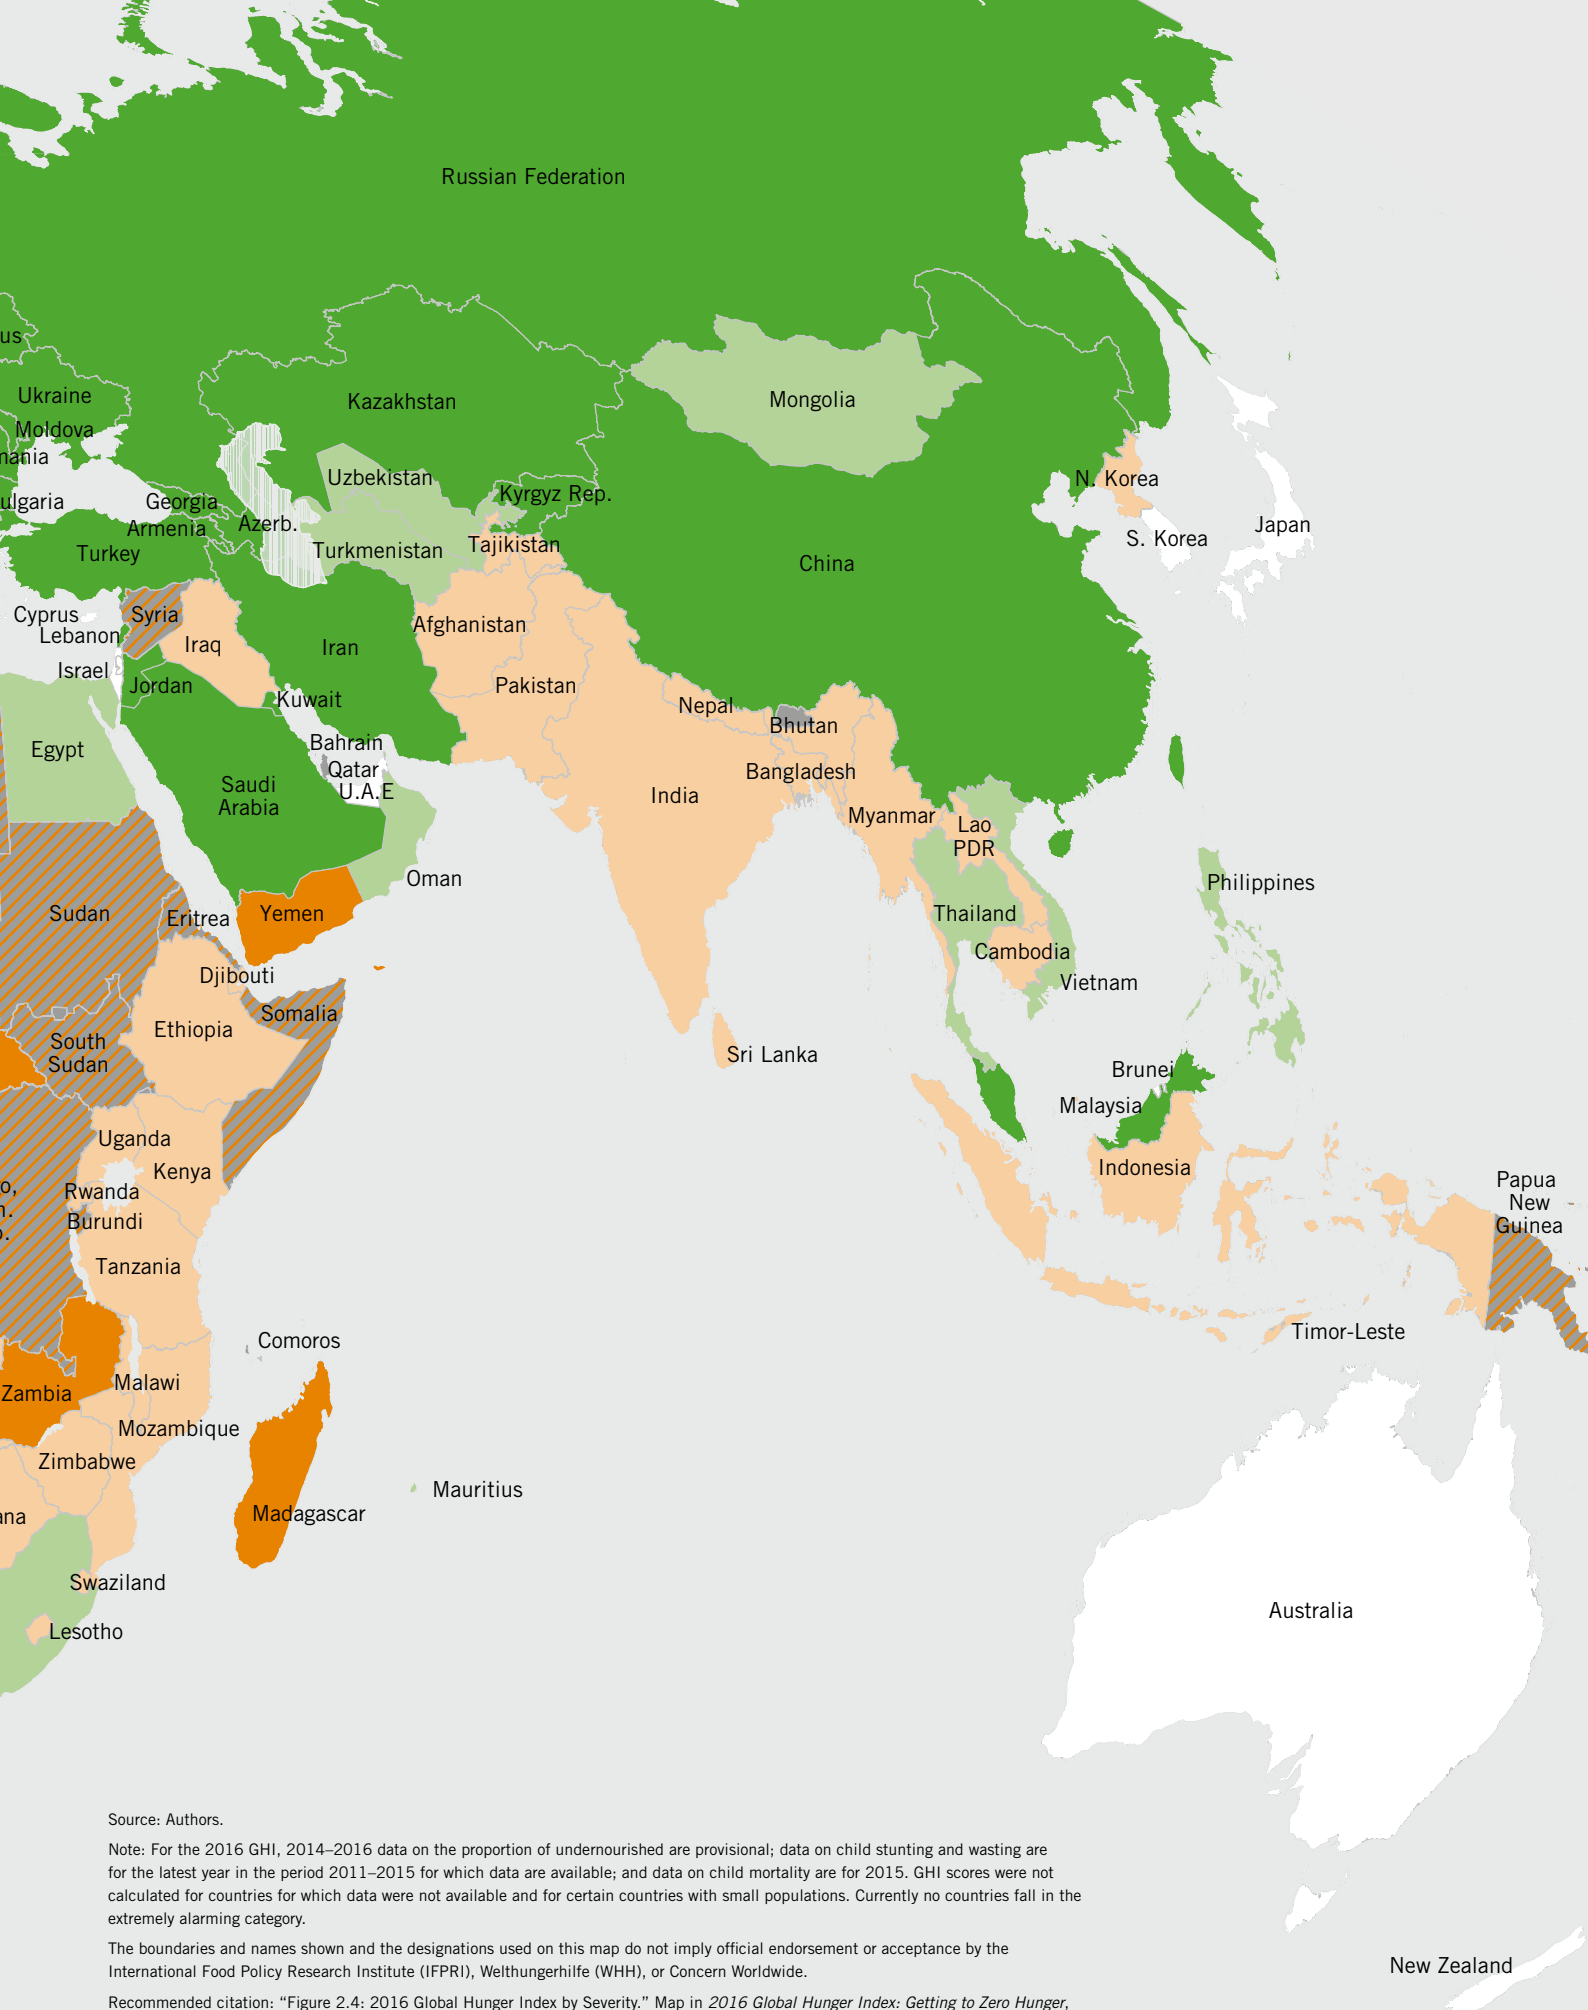 Russian Federation
us
Ukraine
Kazakhstan
Mongolia
Moldova
mania
Uzbekistan
N. Korea
Kyrgyz Rep.
ulgaria
Georgia
Azerb.
Armenia
Japan
S. Korea
Turkey
Turkmenistan
Tajikistan
China
Cyprus
Syria
Afghanistan
Lebanon
Iraq
Iran
Israel
Jordan
Pakistan
Kuwait
Nepal
Bhutan
Egypt
Bahrain
Qatar
Bangladesh
Saudi
Arabia
U.A.E
India
Myanmar
Lao
PDR
Oman
Philippines
Sudan
Eritrea
Yemen
Thailand
Cambodia
Djibouti
Vietnam
Somalia
Ethiopia
South
Sudan
Sri Lanka
Brunei
Malaysia
Uganda
Kenya
Indonesia
Papua
New
Guinea
o,
n.
o.
Rwanda
Burundi
Tanzania
Timor-Leste
Comoros
Malawi
Zambia
Mozambique
Zimbabwe
Mauritius
Madagascar
ana
Swaziland
Lesotho
Australia
Source: Authors.
Note: For the 2016 GHI, 2014–2016 data on the proportion of undernourished are provisional; data on child stunting and wasting are
for the latest year in the period 2011–2015 for which data are available; and data on child mortality are for 2015. GHI scores were not
calculated for countries for which data were not available and for certain countries with small populations. Currently no countries fall in the
extremely alarming category.
The boundaries and names shown and the designations used on this map do not imply official endorsement or acceptance by the
International Food Policy Research Institute (IFPRI), Welthungerhilfe (WHH), or Concern Worldwide.
New Zealand
Recommended citation: “Figure 2.4: 2016 Global Hunger Index by Severity.” Map in 2016 Global Hunger Index: Getting to Zero Hunger,